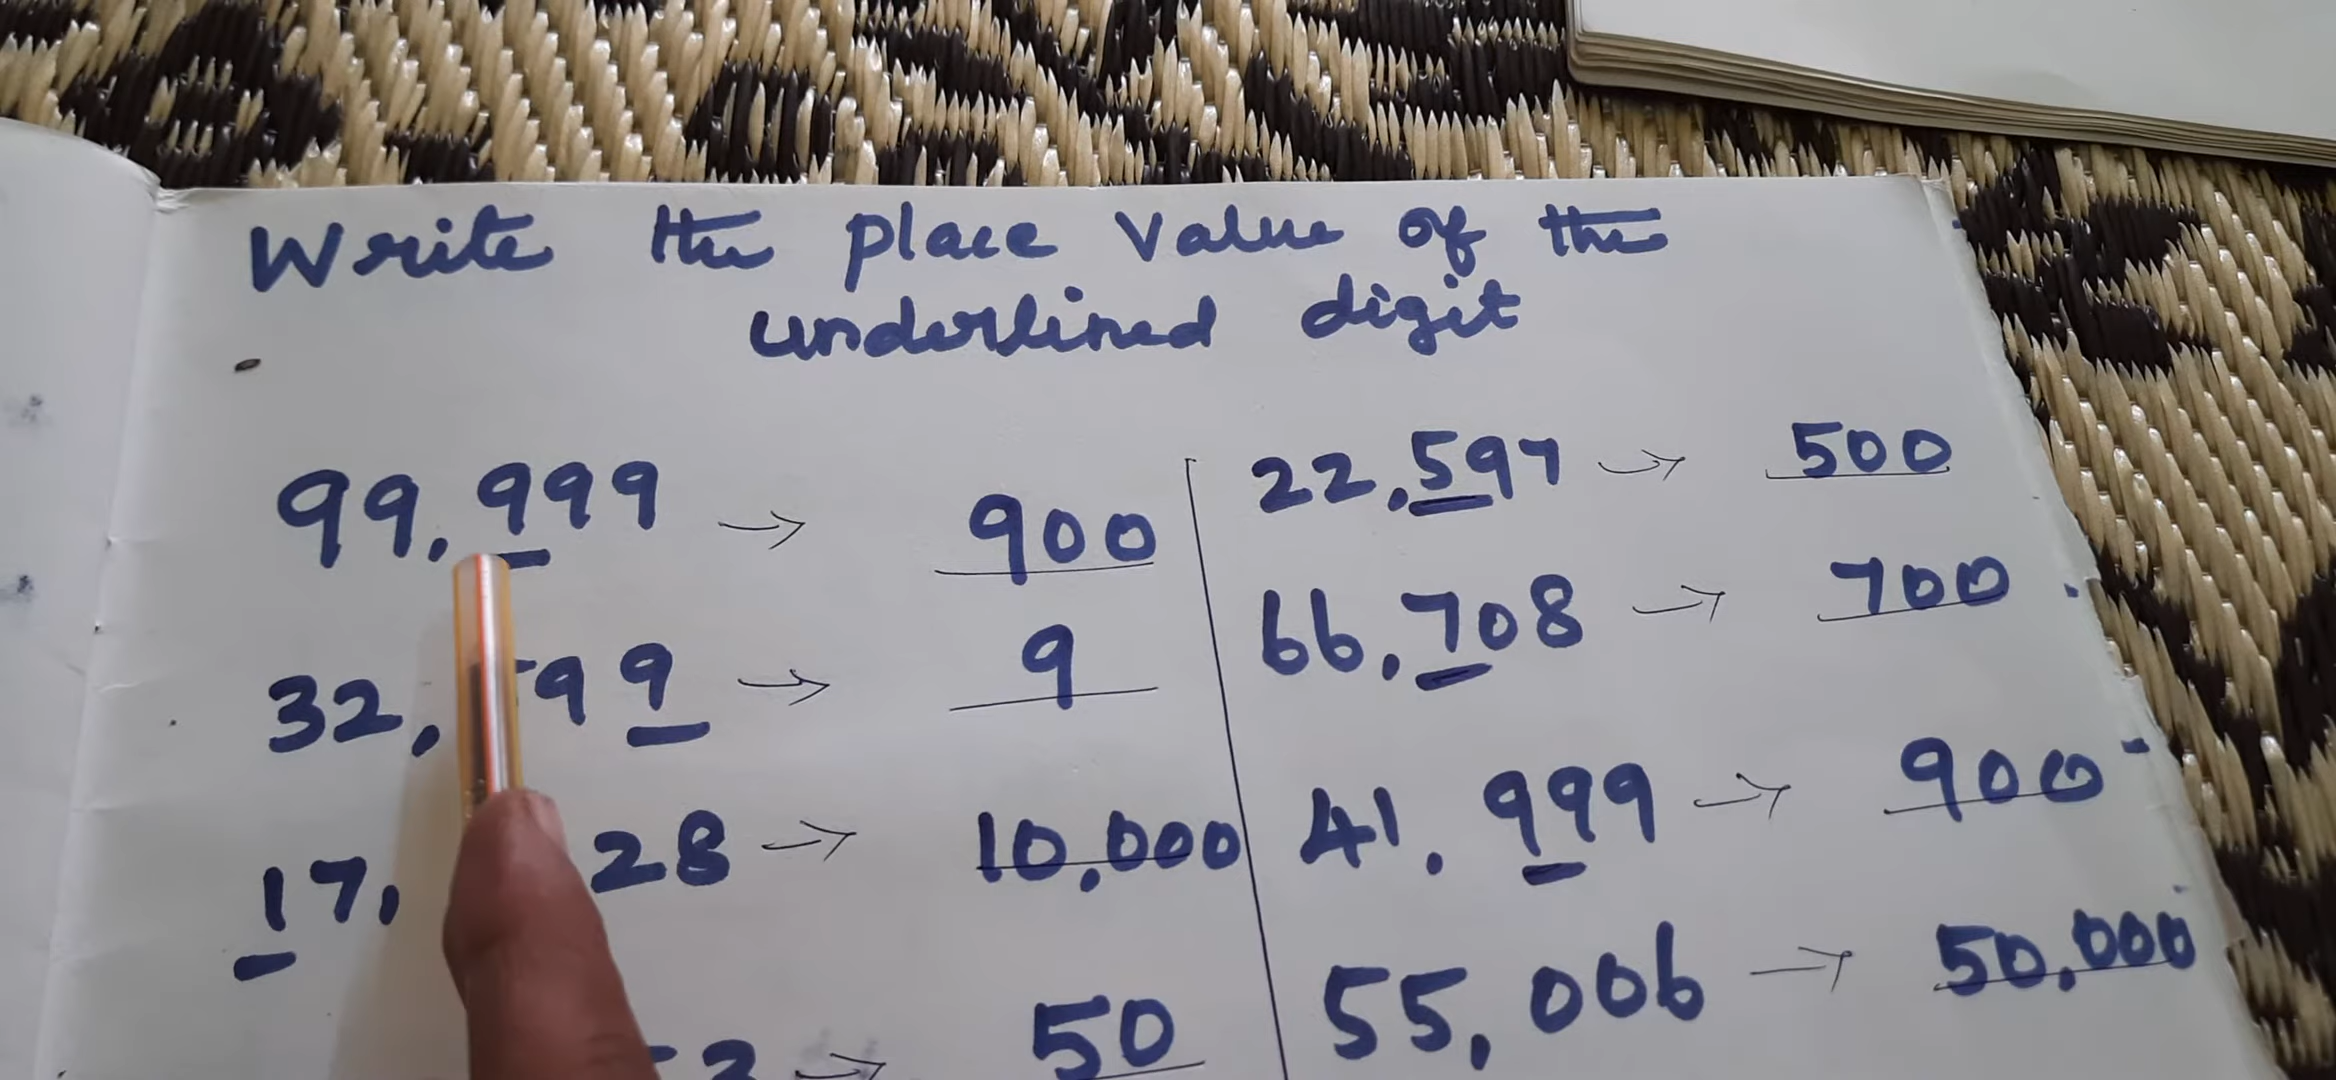 Write the place value of the
underlined digit
99,999 → 900
32, 99 → 9
17, 28 → 10,000
→ 50
22,597 → 500
66,708 → 700
41,999 → 900
55,006 → 50,000